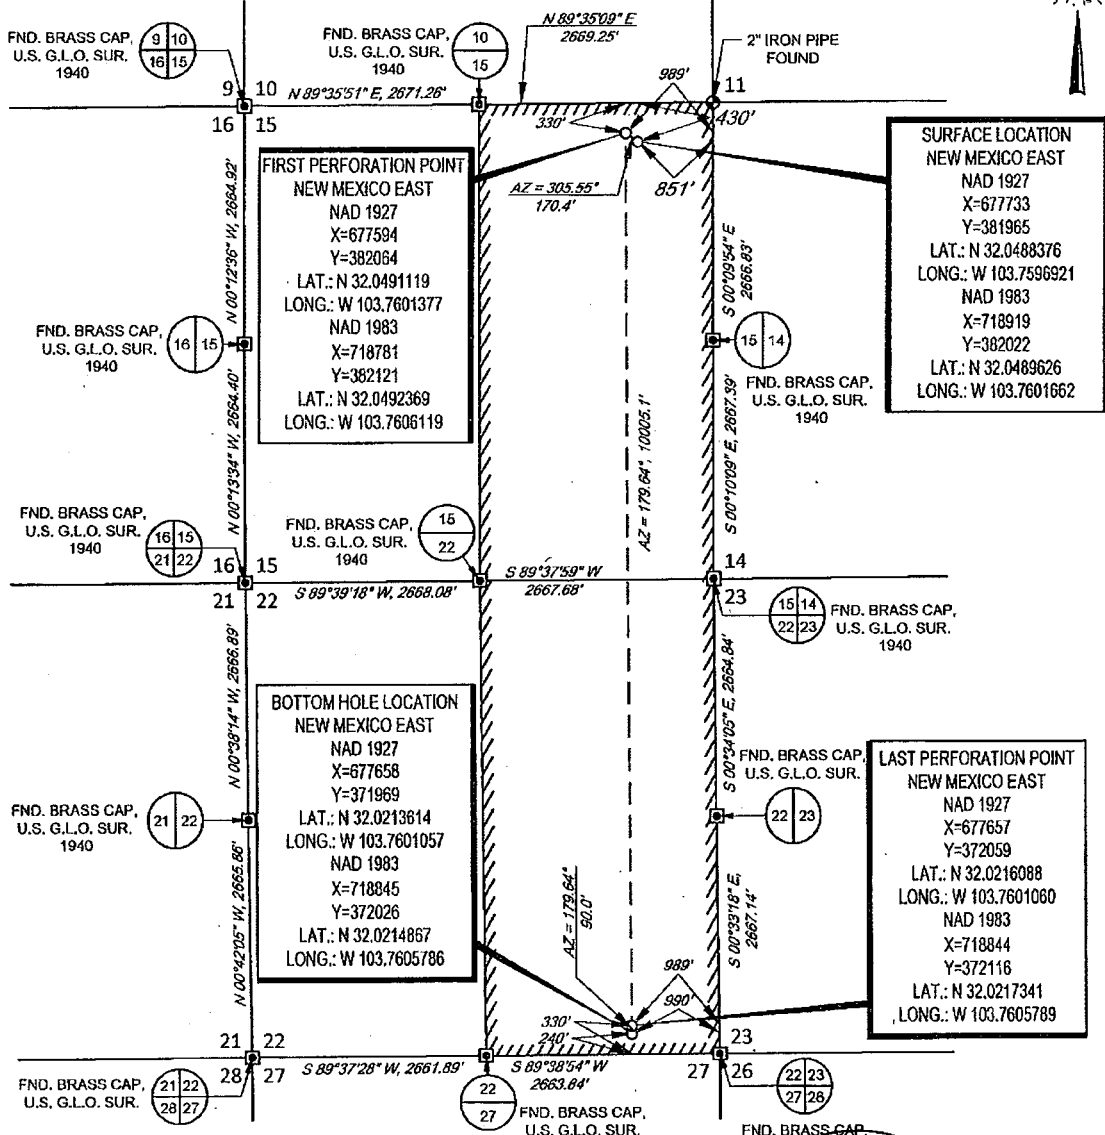 N 89°35'09" E
2669.25'
FND. BRASS CAP,
U.S. G.L.O. SUR.
1940
9 10
16 15
FND. BRASS CAP,
U.S. G.L.O. SUR.
1940
10
15
2" IRON PIPE
FOUND
9 10
N 89°35'51" E, 2671.26'
989'
11
16 15
330'
430'
851'
AZ = 305.55°
170.4'
FIRST PERFORATION POINT
NEW MEXICO EAST
NAD 1927
X=677594
Y=382064
LAT.: N 32.0491119
LONG.: W 103.7601377
NAD 1983
X=718781
Y=382121
LAT.: N 32.0492369
LONG.: W 103.7606119
SURFACE LOCATION
NEW MEXICO EAST
NAD 1927
X=677733
Y=381965
LAT.: N 32.0488376
LONG.: W 103.7596921
NAD 1983
X=718919
Y=382022
LAT.: N 32.0489626
LONG.: W 103.7601662
N 00°12'36" W, 2664.92'
S 00°09'54" E
2666.83'
FND. BRASS CAP,
U.S. G.L.O. SUR.
1940
16 15
15 14
FND. BRASS CAP,
U.S. G.L.O. SUR.
1940
N 00°13'34" W, 2664.40'
AZ = 179.64°, 10005.1'
S 00°10'09" E, 2667.39'
FND. BRASS CAP,
U.S. G.L.O. SUR.
1940
16 15
21 22
FND. BRASS CAP,
U.S. G.L.O. SUR.
1940
15
22
16 15
21 22
S 89°39'18" W, 2668.08'
S 89°37'59" W
2667.68'
14
23
15 14
22 23
FND. BRASS CAP,
U.S. G.L.O. SUR.
1940
N 00°38'14" W, 2666.89'
S 00°34'05" E, 2664.84'
BOTTOM HOLE LOCATION
NEW MEXICO EAST
NAD 1927
X=677658
Y=371969
LAT.: N 32.0213614
LONG.: W 103.7601057
NAD 1983
X=718845
Y=372026
LAT.: N 32.0214867
LONG.: W 103.7605786
FND. BRASS CAP,
U.S. G.L.O. SUR.
22 23
LAST PERFORATION POINT
NEW MEXICO EAST
NAD 1927
X=677657
Y=372059
LAT.: N 32.0216088
LONG.: W 103.7601060
NAD 1983
X=718844
Y=372116
LAT.: N 32.0217341
LONG.: W 103.7605789
FND. BRASS CAP,
U.S. G.L.O. SUR.
1940
21 22
N 00°42'05" W, 2665.86'
AZ = 179.64°
90.0'
S 00°33'18" E,
2667.14'
989'
990'
330'
240'
21 22
28 27
S 89°37'28" W, 2661.89'
S 89°38'54" W
2663.84'
23
27 26
FND. BRASS CAP,
U.S. G.L.O. SUR.
21 22
28 27
22
27
FND. BRASS CAP,
U.S. G.L.O. SUR.
22 23
27 26
FND. BRASS CAP,